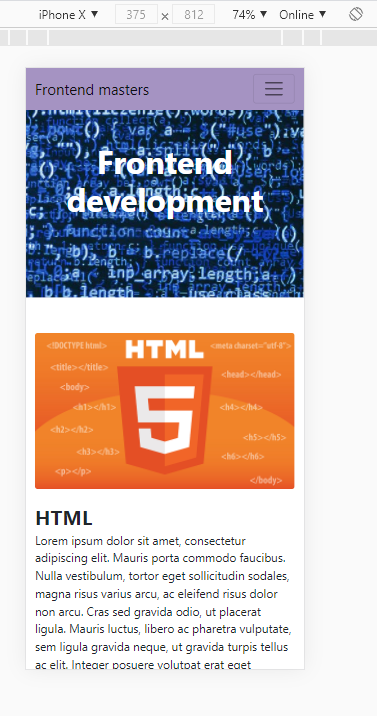 iPhone X ▼ 375 × 812 74% ▼ Online ▼
Frontend masters
Frontend
development
HTML
<!DOCTYPE html> <meta charset="utf-8">
<title></title>
<head></head>
<body>
<h1></h1> <h4></h4>
<h2></h2>
<h5></h5>
<h3></h3>
<h6></h6>
<p></p>
</body>
5
HTML
Lorem ipsum dolor sit amet, consectetur
adipiscing elit. Mauris porta commodo faucibus.
Nulla vestibulum, tortor eget sollicitudin sodales,
magna risus varius arcu, ac eleifend risus dolor
non arcu. Cras sed gravida odio, ut placerat
ligula. Mauris luctus, libero ac pharetra vulputate,
sem ligula gravida neque, ut gravida turpis tellus
ac elit. Integer posuere volutpat erat eget